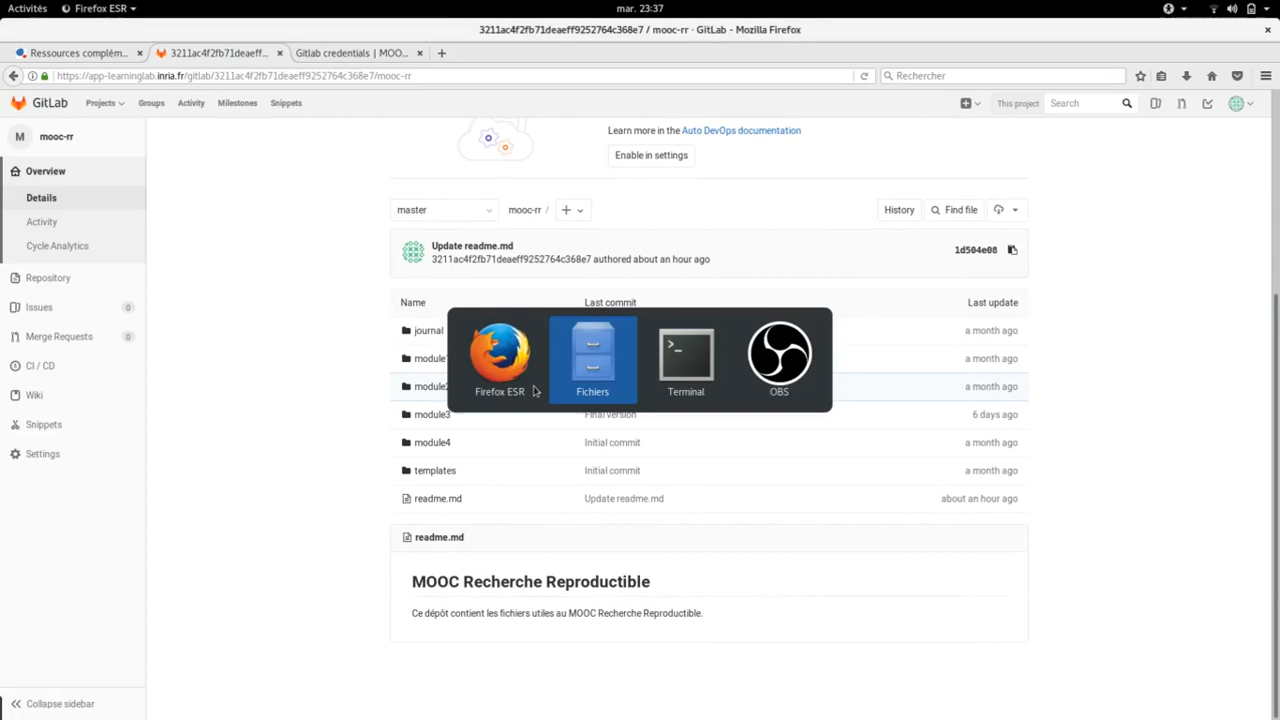 Activités Firefox ESR mar. 23:37
3211ac4f2fb71deaeff9252764c368e7 / mooc-rr · GitLab - Mozilla Firefox
Ressources complém... 3211ac4f2fb71deaeff... Gitlab credentials | MOO...
https://app-learninglab.inria.fr/gitlab/3211ac4f2fb71deaeff9252764c368e7/mooc-rr Rechercher
GitLab Projects Groups Activity Milestones Snippets This project Search
M mooc-rr
Overview
Details
Activity
Cycle Analytics
Repository
Issues 0
Merge Requests 0
CI / CD
Wiki
Snippets
Settings
Collapse sidebar
Learn more in the Auto DevOps documentation
Enable in settings
master mooc-rr / History Find file
Update readme.md
3211ac4f2fb71deaeff9252764c368e7 authored about an hour ago 1d504e08
Name Last commit Last update
journal a month ago
module a month ago
module2 a month ago
module3 Final version 6 days ago
module4 Initial commit a month ago
templates Initial commit a month ago
readme.md Update readme.md about an hour ago
Firefox ESR Fichiers Terminal >_ OBS
readme.md
MOOC Recherche Reproductible
Ce dépôt contient les fichiers utiles au MOOC Recherche Reproductible.